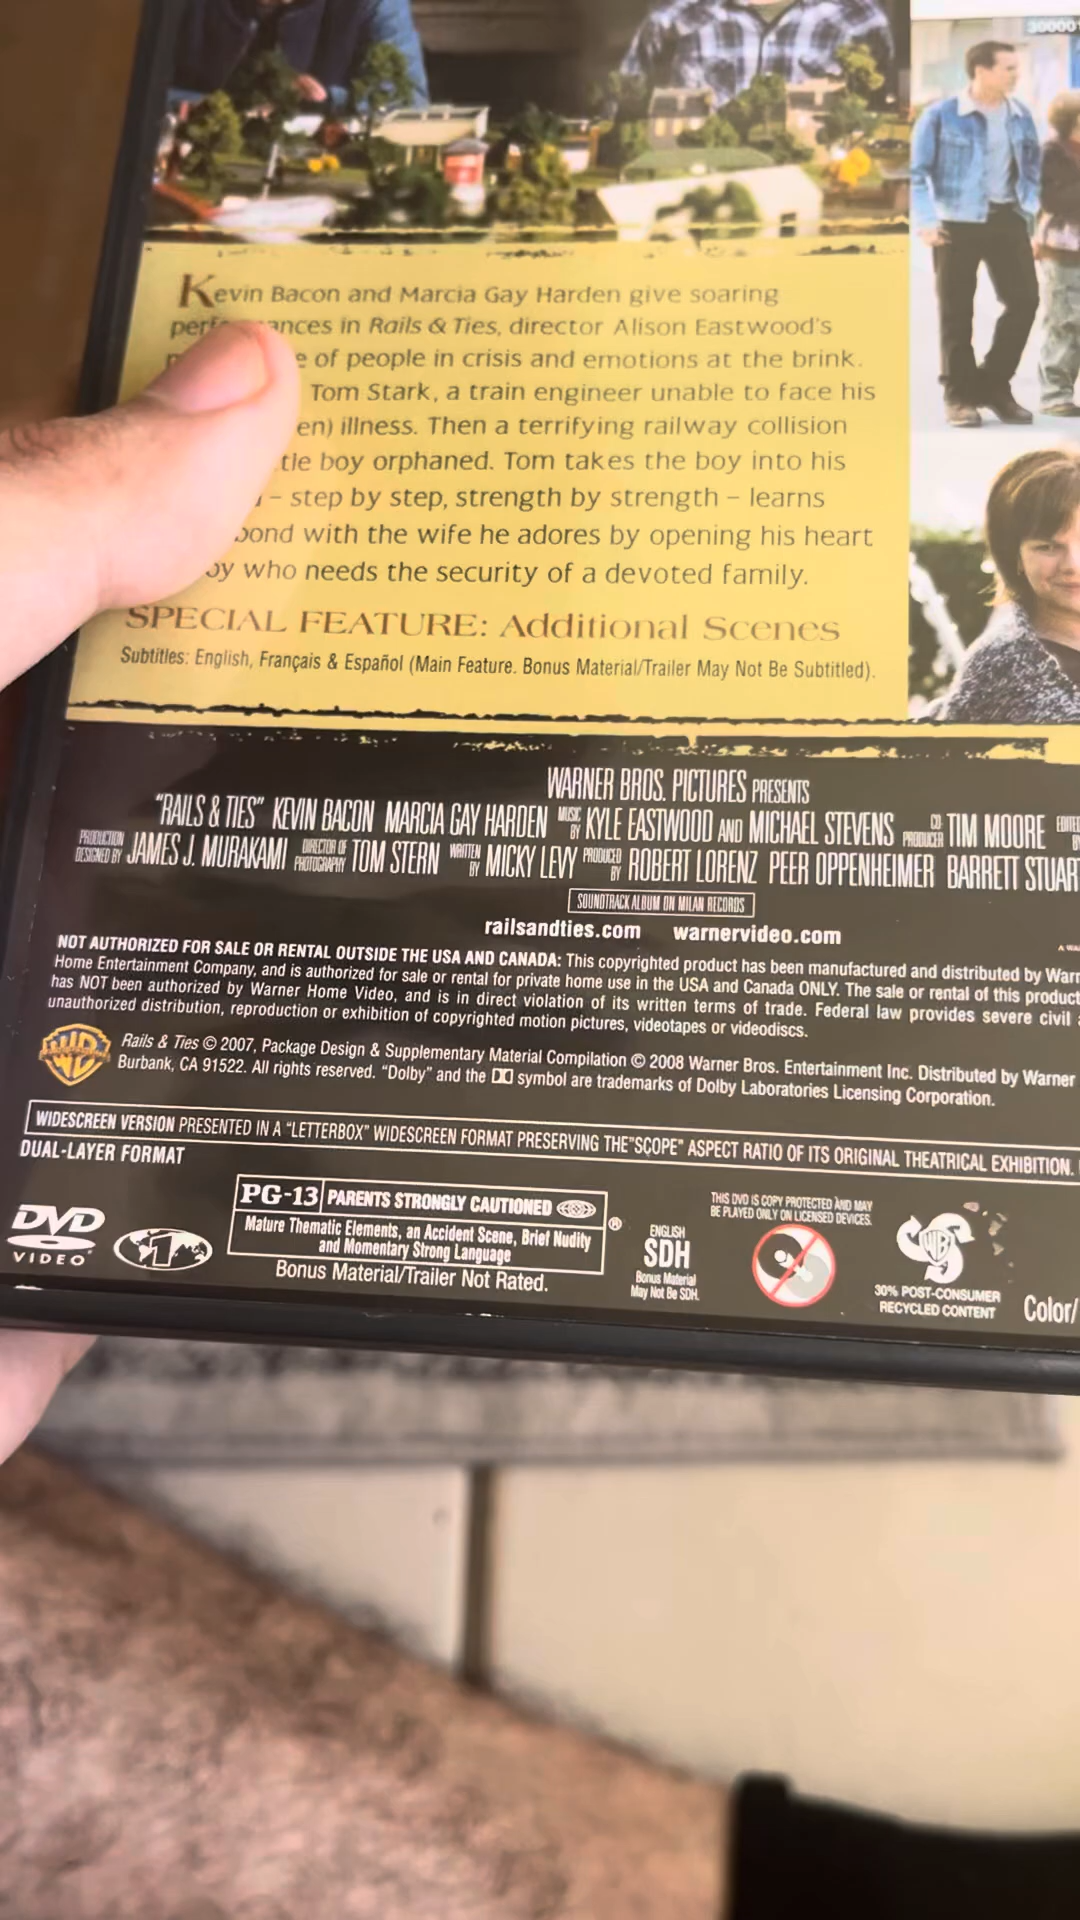 Kevin Bacon and Marcia Gay Harden give soaring
in Rails & Ties, director Alison Eastwood's
of people in crisis and emotions at the brink.
Tom Stark, a train engineer unable to face his
illness. Then a terrifying railway collision
boy orphaned. Tom takes the boy into his
– step by step, strength by strength – learns
with the wife he adores by opening his heart
who needs the security of a devoted family.
SPECIAL FEATURE: Additional Scenes
Subtitles: English, Français & Español (Main Feature. Bonus Material/Trailer May Not Be Subtitled).
WARNER BROS. PICTURES PRESENTS
"RAILS & TIES" KEVIN BACON MARCIA GAY HARDEN MUSIC BY KYLE EASTWOOD AND MICHAEL STEVENS CO-PRODUCER TIM MOORE
PRODUCTION DESIGNED BY JAMES J. MURAKAMI DIRECTOR OF PHOTOGRAPHY TOM STERN WRITTEN BY MICKY LEVY PRODUCED BY ROBERT LORENZ PEER OPPENHEIMER BARRETT
SOUNDTRACK ALBUM ON MILAN RECORDS
railsandties.com warnervideo.com
NOT AUTHORIZED FOR SALE OR RENTAL OUTSIDE THE USA AND CANADA: This copyrighted product has been manufactured and distributed by
Home Entertainment Company, and is authorized for sale or rental for private home use in the USA and Canada ONLY. The sale or rental of this product
has NOT been authorized by Warner Home Video, and is in direct violation of its written terms of trade. Federal law provides severe civil
unauthorized distribution, reproduction or exhibition of copyrighted motion pictures, videotapes or videodiscs.
WB
Rails & Ties © 2007, Package Design & Supplementary Material Compilation © 2008 Warner Bros. Entertainment Inc. Distributed by Warner
Burbank, CA 91522. All rights reserved. "Dolby" and the symbol are trademarks of Dolby Laboratories Licensing Corporation.
WIDESCREEN VERSION PRESENTED IN A "LETTERBOX" WIDESCREEN FORMAT PRESERVING THE "SCOPE" ASPECT RATIO OF ITS ORIGINAL THEATRICAL EXHIBITION.
DUAL-LAYER FORMAT
DVD
VIDEO
1
PG-13 PARENTS STRONGLY CAUTIONED ®
Mature Thematic Elements, an Accident Scene, Brief Nudity
and Momentary Strong Language
Bonus Material/Trailer Not Rated.
ENGLISH
SDH
Bonus Material
May Not Be SDH.
THIS DVD IS COPY PROTECTED AND MAY
BE PLAYED ONLY ON LICENSED DEVICES.
WB
30% POST-CONSUMER
RECYCLED CONTENT
Color/